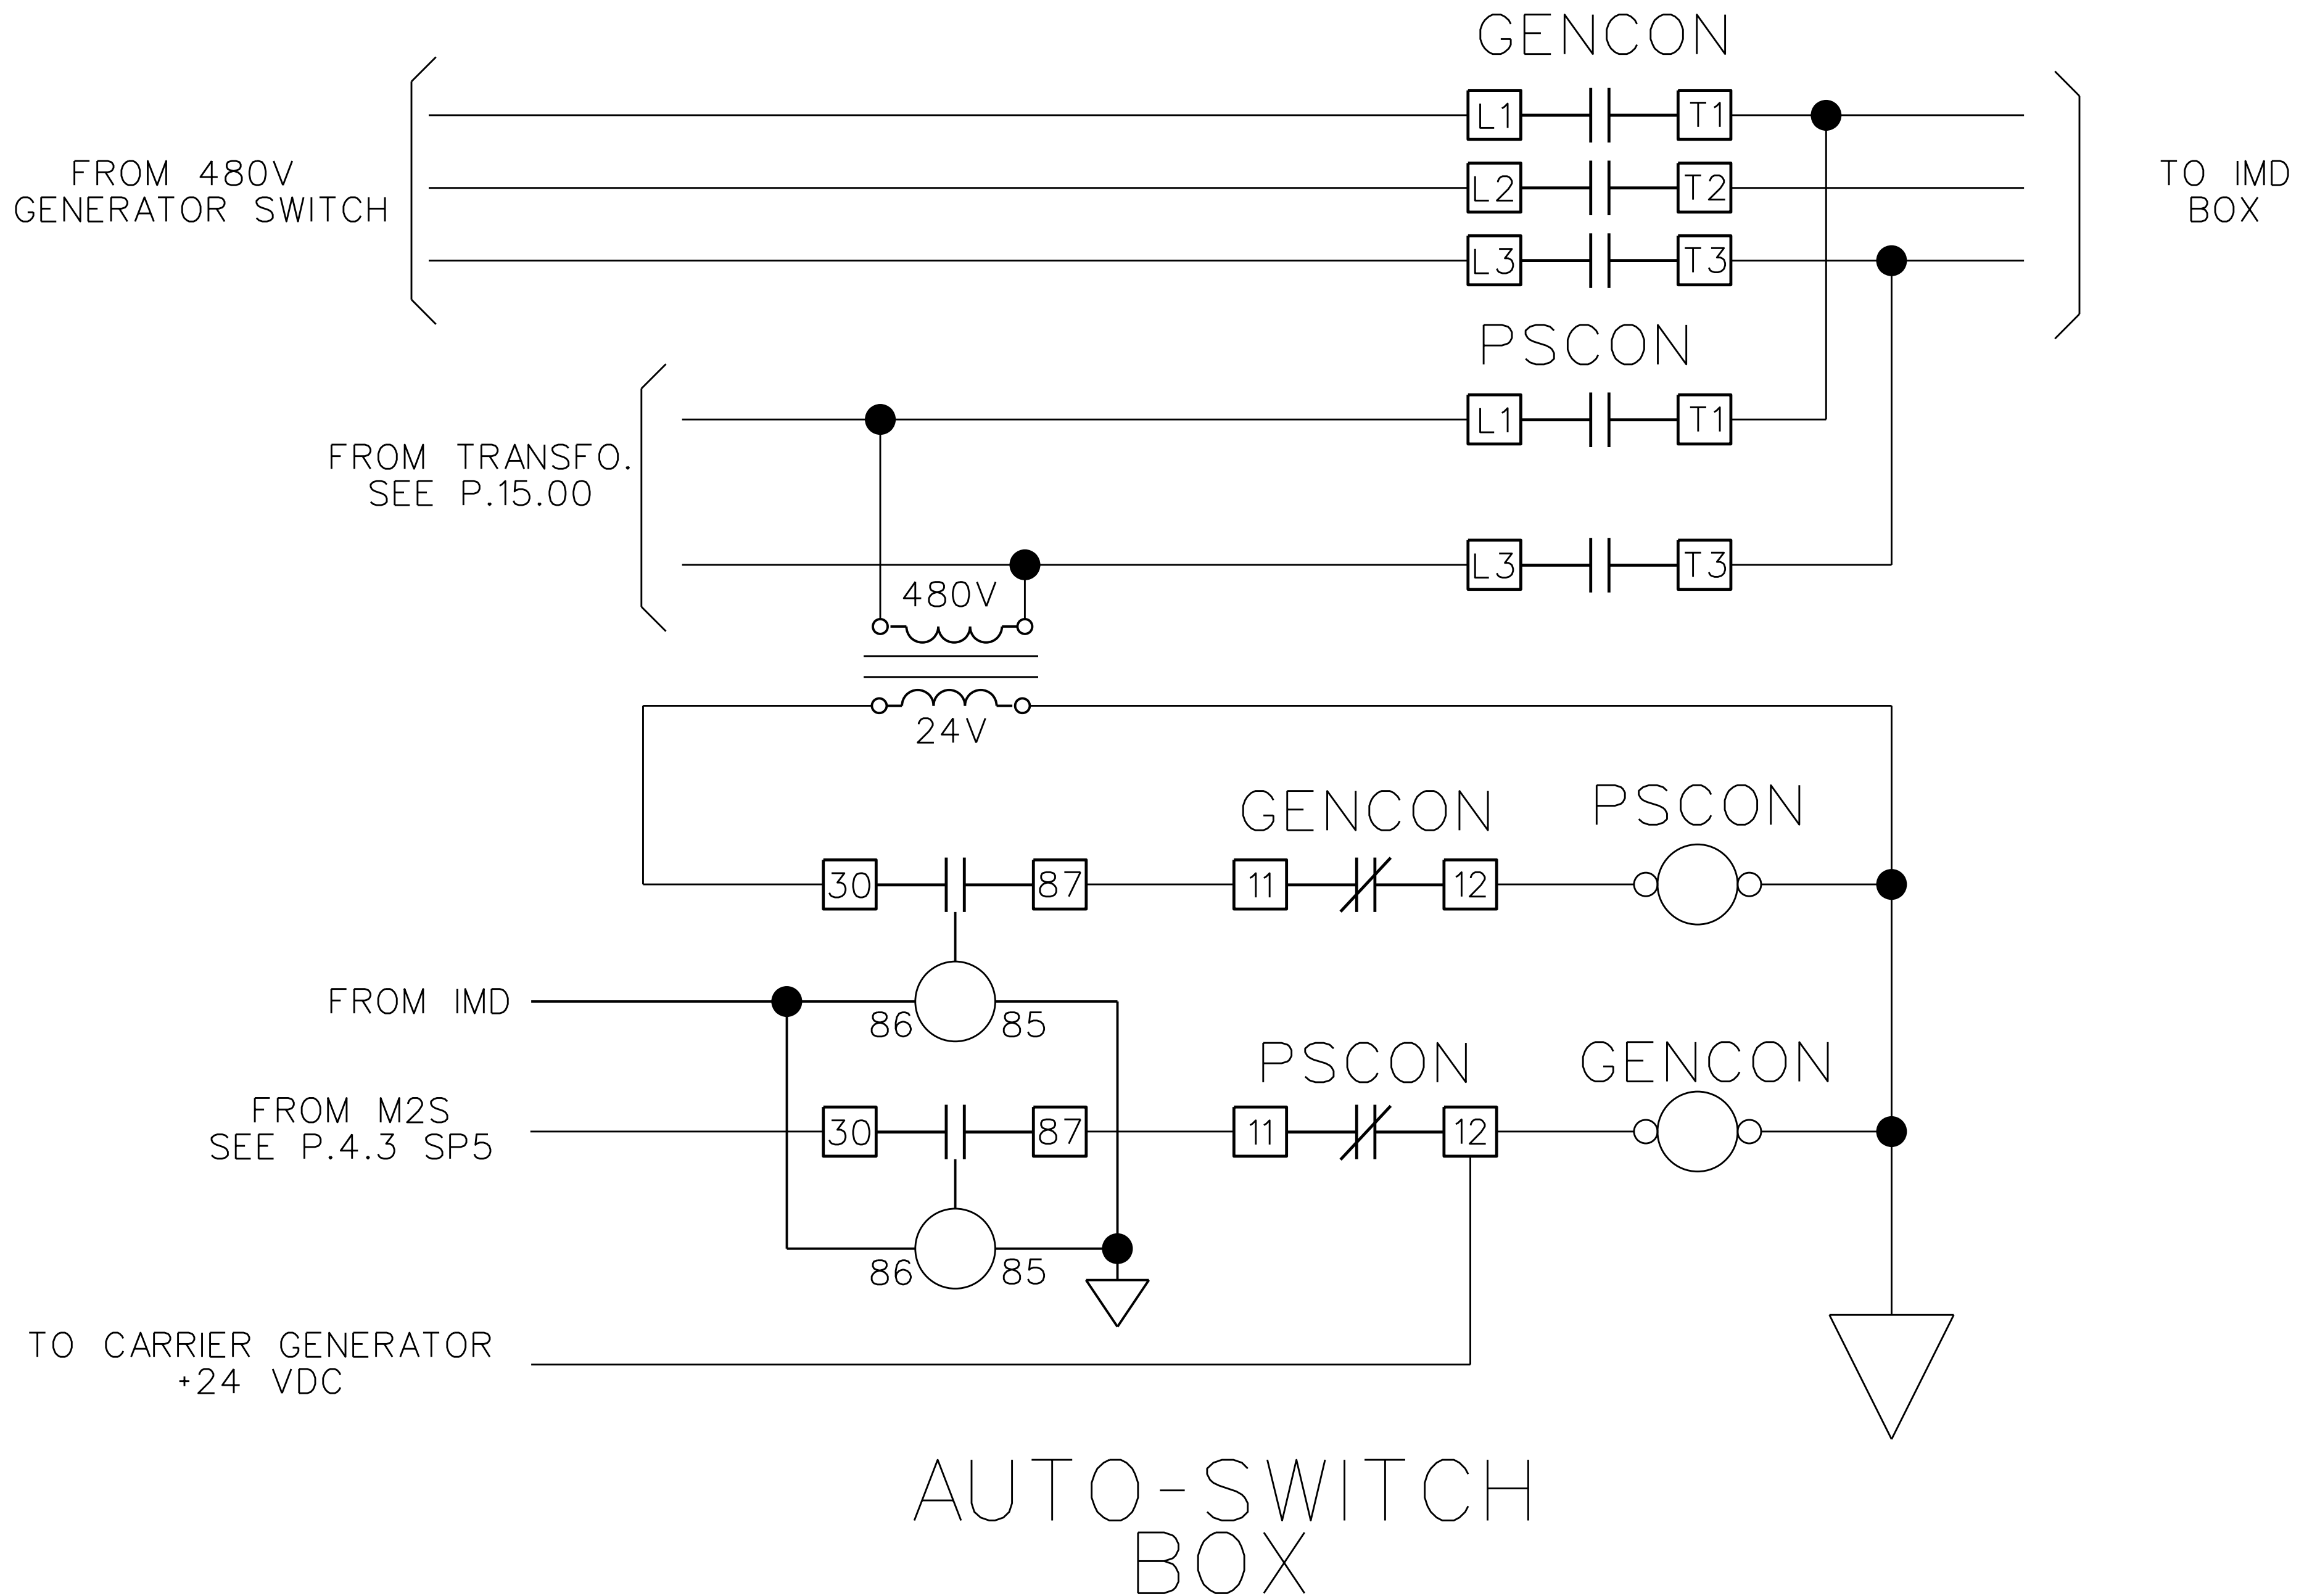 GENCON
L1
T1
FROM 480V
GENERATOR SWITCH
L2
T2
TO IMD
BOX
L3
T3
PSCON
L1
T1
FROM TRANSFO.
SEE P.15.00
L3
T3
480V
24V
GENCON
PSCON
30
87
11
12
FROM IMD
86
85
PSCON
GENCON
FROM M2S
SEE P.4.3 SP5
30
87
11
12
86
85
TO CARRIER GENERATOR
+24 VDC
AUTO-SWITCH
BOX